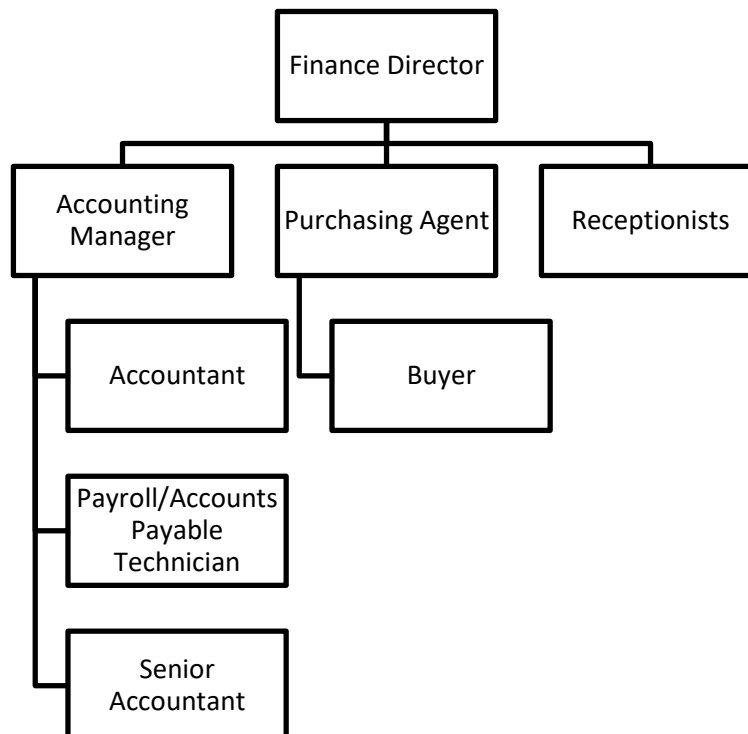 Finance Director
Accounting
Manager
Purchasing Agent
Receptionists
Accountant
Buyer
Payroll/Accounts
Payable
Technician
Senior
Accountant